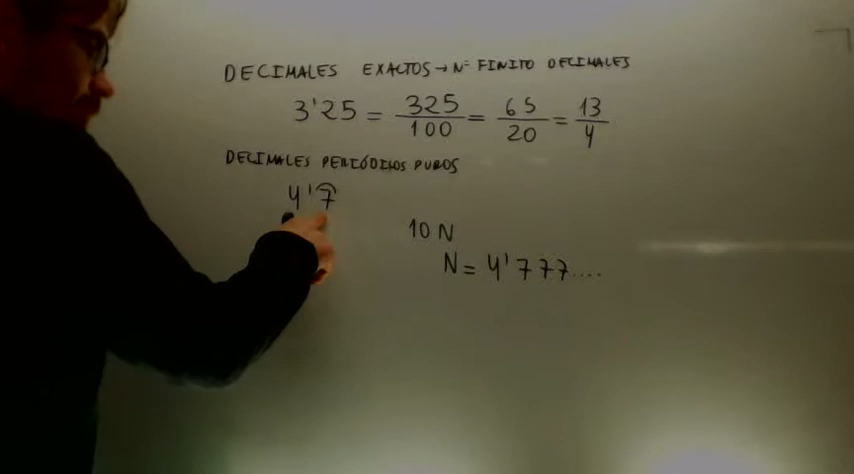 DECIMALES EXACTOS → Nº FINITO DECIMALES
3'25 = 325/100 = 65/20 = 13/4
DECIMALES PERIÓDICOS PUROS
4'7̂
10 N
N = 4'777....